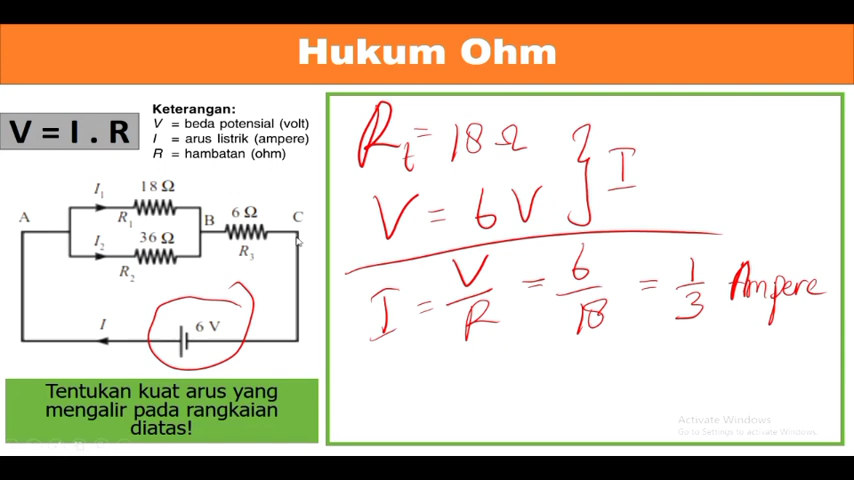 Hukum Ohm
V = I . R
Keterangan:
V = beda potensial (volt)
I = arus listrik (ampere)
R = hambatan (ohm)
I₁
18 Ω
R₁
A
B
6 Ω
C
I₂
36 Ω
R₃
R₂
I
6 V
Tentukan kuat arus yang
mengalir pada rangkaian
diatas!
Rt = 18 Ω
V = 6 V
} I
I = V/R = 6/18 = 1/3 Ampere
Activate Windows
Go to Settings to activate Windows.